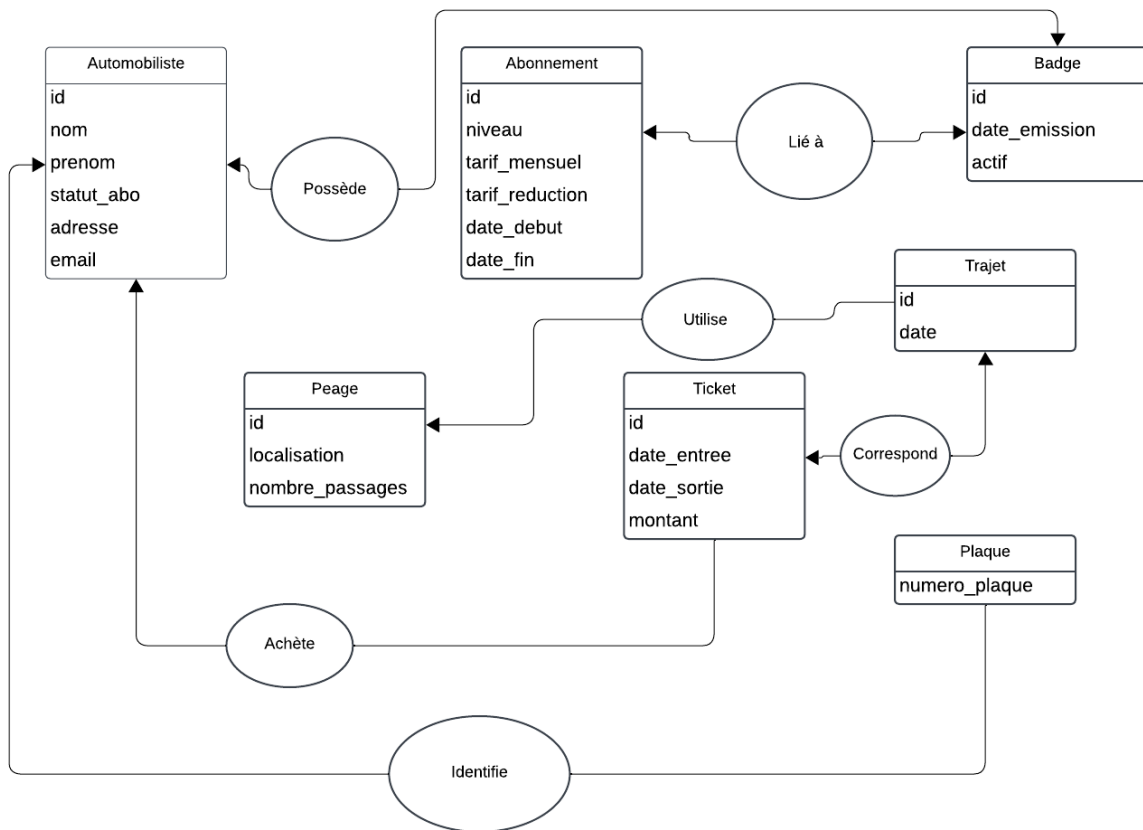 Automobiliste
id
nom
prenom
statut_abo
adresse
email
Possède
Abonnement
id
niveau
tarif_mensuel
tarif_reduction
date_debut
date_fin
Lié à
Badge
id
date_emission
actif
Trajet
id
date
Utilise
Peage
id
localisation
nombre_passages
Ticket
id
date_entree
date_sortie
montant
Correspond
Plaque
numero_plaque
Achète
Identifie